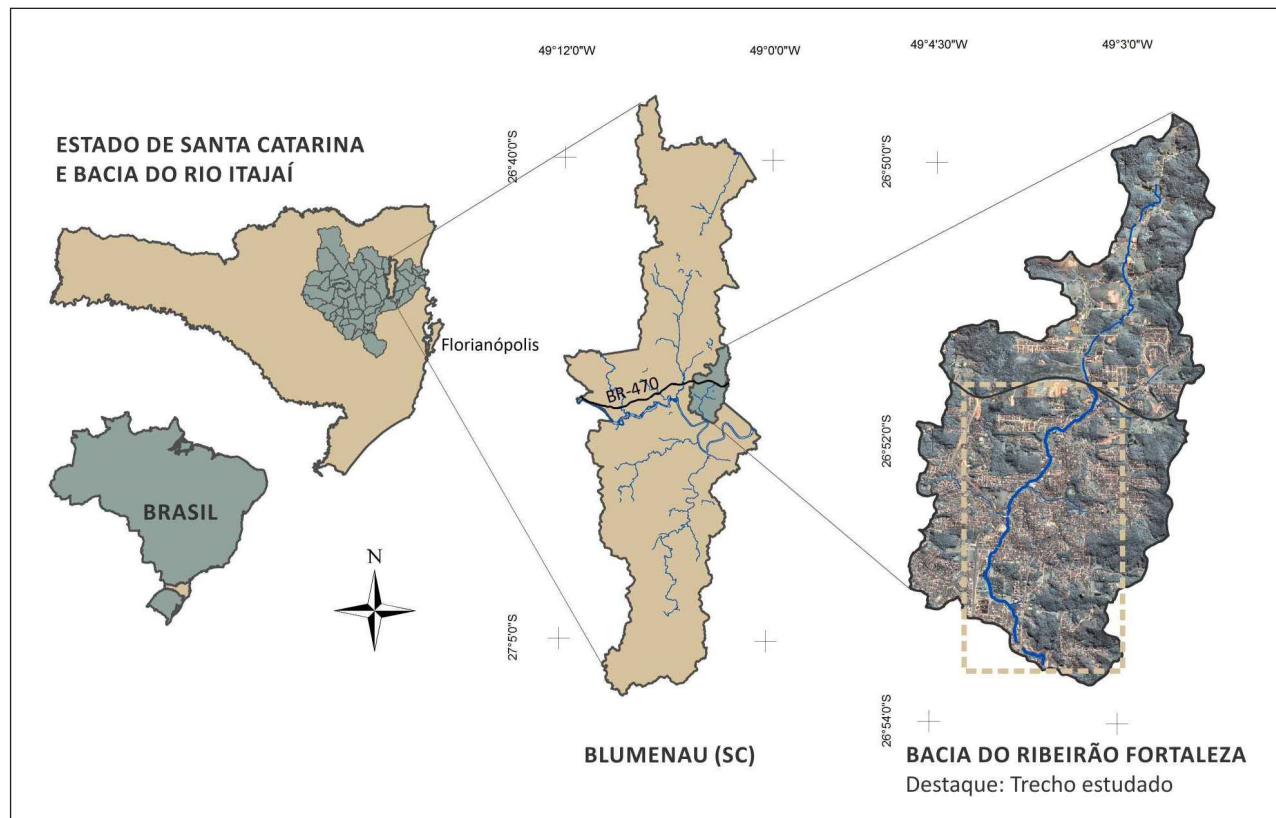 49°12'0"W
49°0'0"W
49°4'30"W
49°3'0"W
ESTADO DE SANTA CATARINA
E BACIA DO RIO ITAJAÍ
26°40'0"S
26°50'0"S
Florianópolis
BR-470
26°52'0"S
BRASIL
N
27°5'0"S
26°54'0"S
BLUMENAU (SC)
BACIA DO RIBEIRÃO FORTALEZA
Destaque: Trecho estudado